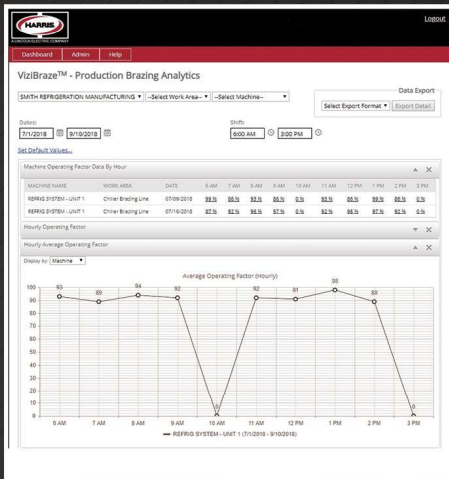 HARRIS.
A LINCOLN ELECTRIC COMPANY
Logout
Dashboard Admin Help
ViziBraze™ - Production Brazing Analytics
Data Export
SMITH REFRIGERATION MANUFACTURING --Select Work Area-- --Select Machine--
Select Export Format Export Detail
Dates: Shift:
7/1/2018 9/10/2018 6:00 AM 3:00 PM
Set Default Values...
Machine Operating Factor Data By Hour
MACHINE NAME WORK AREA DATE 6 AM 7 AM 8 AM 9 AM 10 AM 11 AM 12 PM 1 PM 2 PM 3 PM
REFRIG SYSTEM - UNIT 1 Chiller Brazing Line 07/09/2018 99 % 86 % 93 % 86 % 0 % 93 % 86 % 99 % 86 % 0 %
REFRIG SYSTEM - UNIT 1 Chiller Brazing Line 07/16/2018 87 % 92 % 96 % 97 % 0 % 92 % 96 % 97 % 92 % 0 %
Hourly Operating Factor
Hourly Average Operating Factor
Display by: Machine
Average Operating Factor (Hourly)
100 93 89 94 92 92 91 98 89
90
80
70
60
50
40
30
20
10
0 0 0
6 AM 7 AM 8 AM 9 AM 10 AM 11 AM 12 PM 1 PM 2 PM 3 PM
REFRIG SYSTEM - UNIT 1 (7/1/2018 - 9/10/2018)